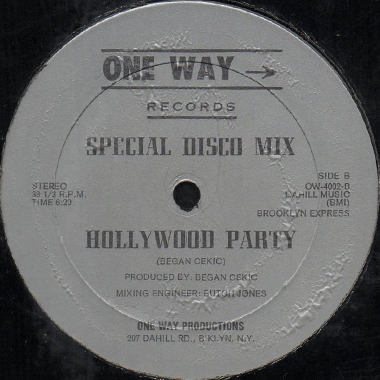 ONE WAY →
RECORDS
SPECIAL DISCO MIX
STEREO
33 1/3 R.P.M.
TIME 6:20
SIDE B
OW-4002-B
DAHILL MUSIC
(BMI)
BROOKLYN EXPRESS
HOLLYWOOD PARTY
(BEGAN CEKIC)
PRODUCED BY: BEGAN CEKIC
MIXING ENGINEER: BUTCH JONES
ONE WAY PRODUCTIONS
297 DAHILL RD., B'KLYN, N.Y.